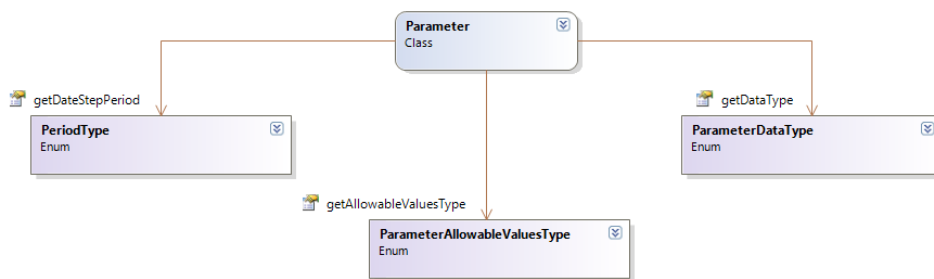 Parameter
Class
getDateStepPeriod
getDataType
PeriodType
Enum
ParameterDataType
Enum
getAllowableValuesType
ParameterAllowableValuesType
Enum